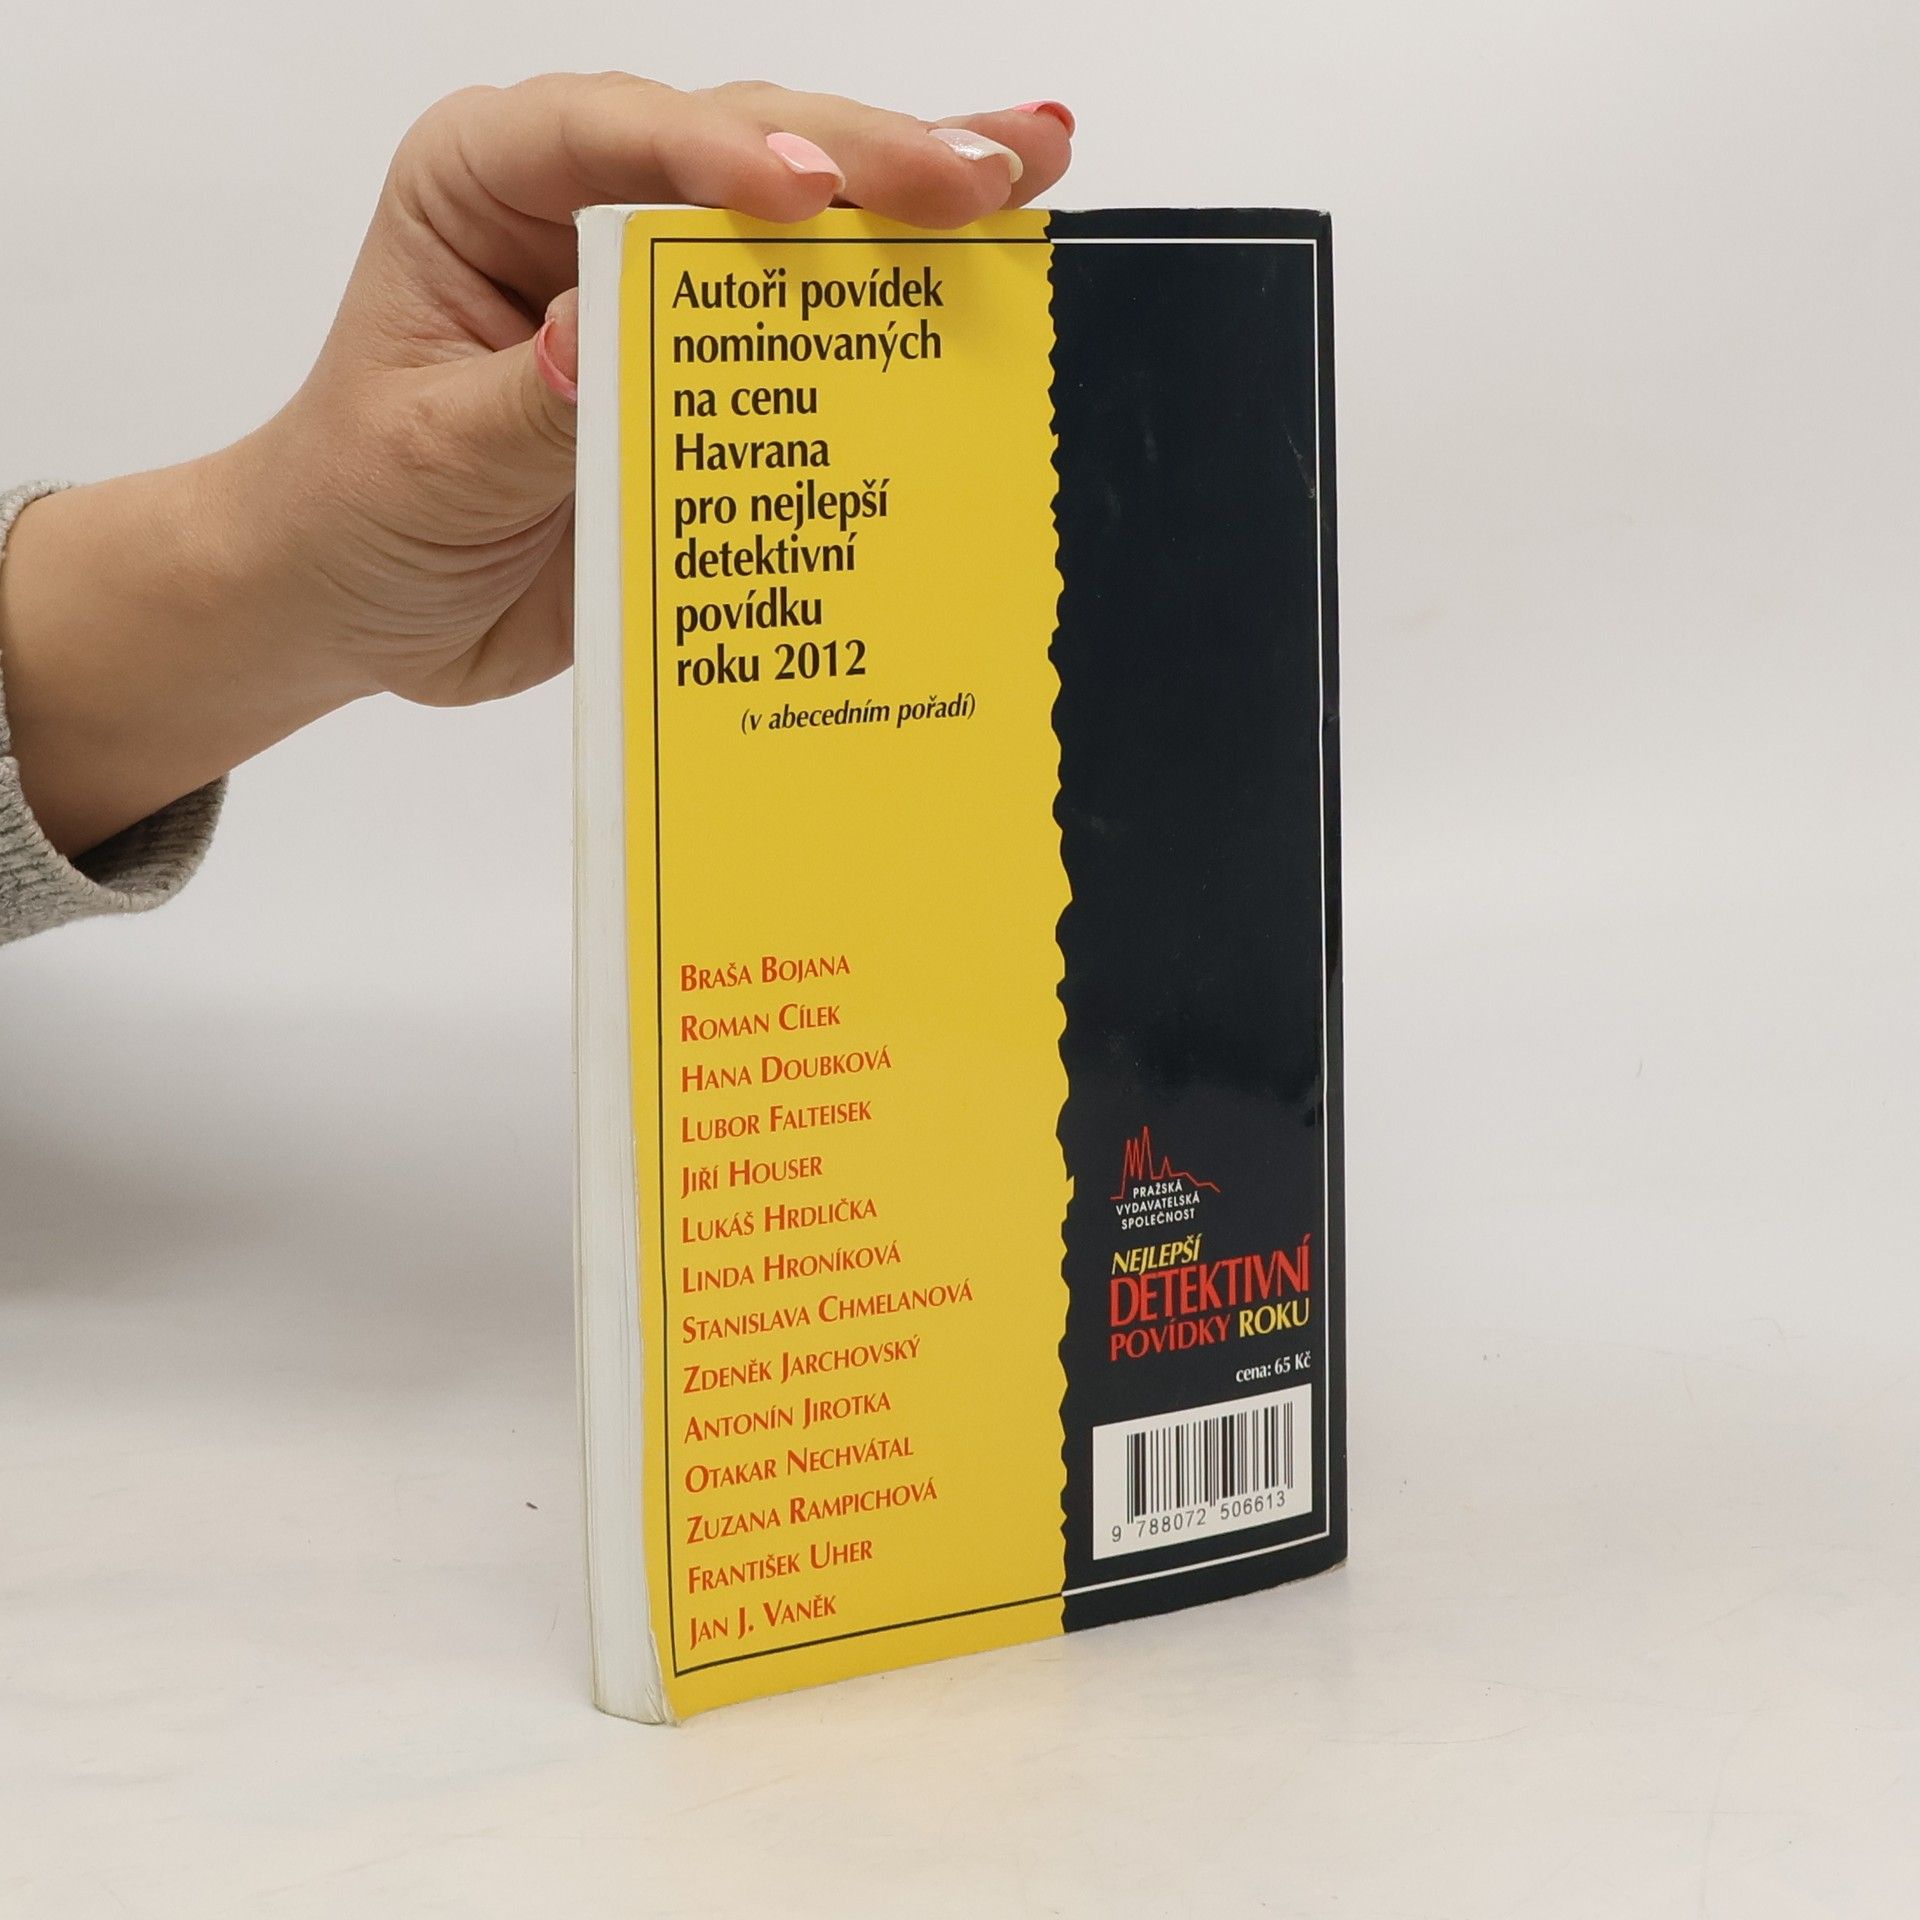 Autoři povídek
nominovaných
na cenu
Havrana
pro nejlepší
detektivní
povídku
roku 2012
(v abecedním pořadí)
BRAŠA BOJANA
ROMAN CÍLEK
HANA DOUBKOVÁ
LUBOR FALTEISEK
JIŘÍ HOUSER
LUKÁŠ HRDLIČKA
LINDA HRONÍKOVÁ
STANISLAVA CHMELANOVÁ
ZDENĚK JARCHOVSKÝ
ANTONÍN JIROTKA
OTAKAR NECHVÁTAL
ZUZANA RAMPICHOVÁ
FRANTIŠEK UHER
JAN J. VANĚK
PRAŽSKÁ
VYDAVATELSKÁ
SPOLEČNOST
NEJLEPŠÍ
DETEKTIVNÍ
POVÍDKY ROKU
cena: 65 Kč
9 788072 506613